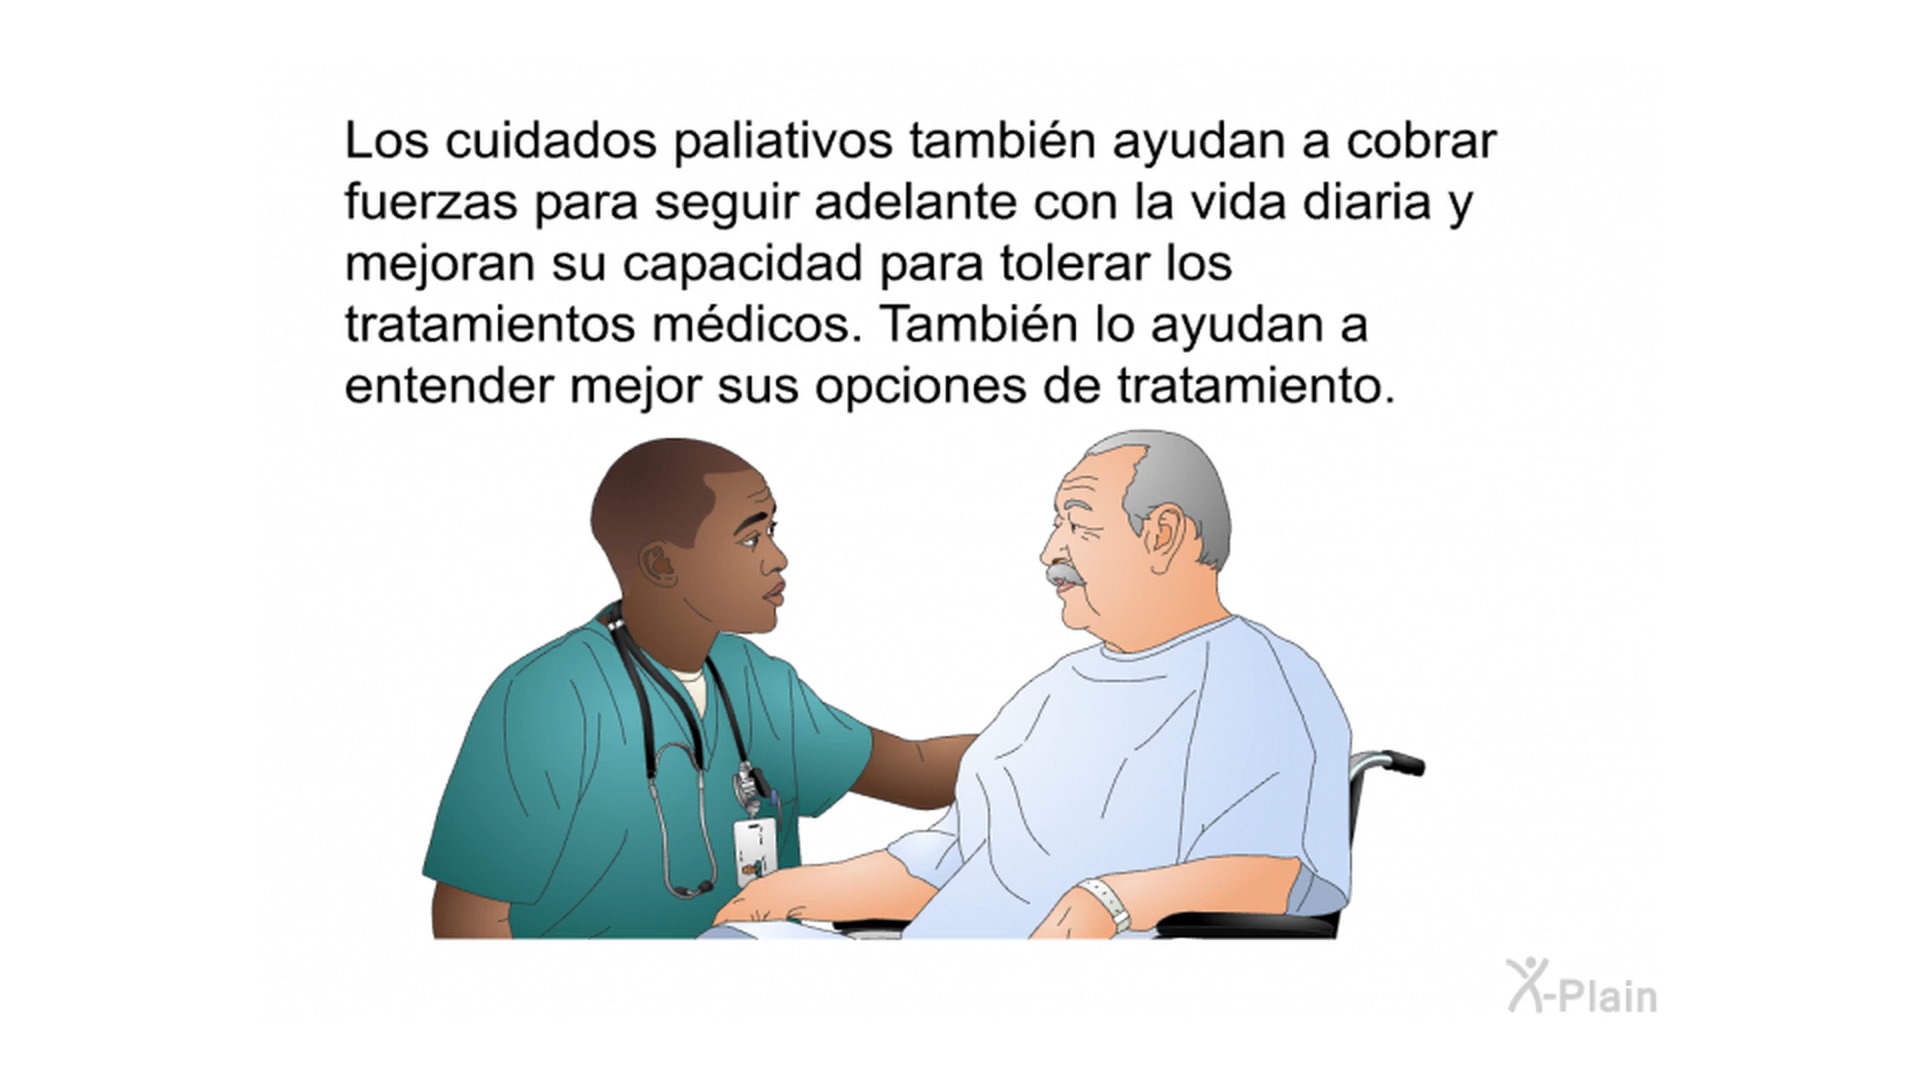 Los cuidados paliativos también ayudan a cobrar
fuerzas para seguir adelante con la vida diaria y
mejoran su capacidad para tolerar los
tratamientos médicos. También lo ayudan a
entender mejor sus opciones de tratamiento.
X-Plain